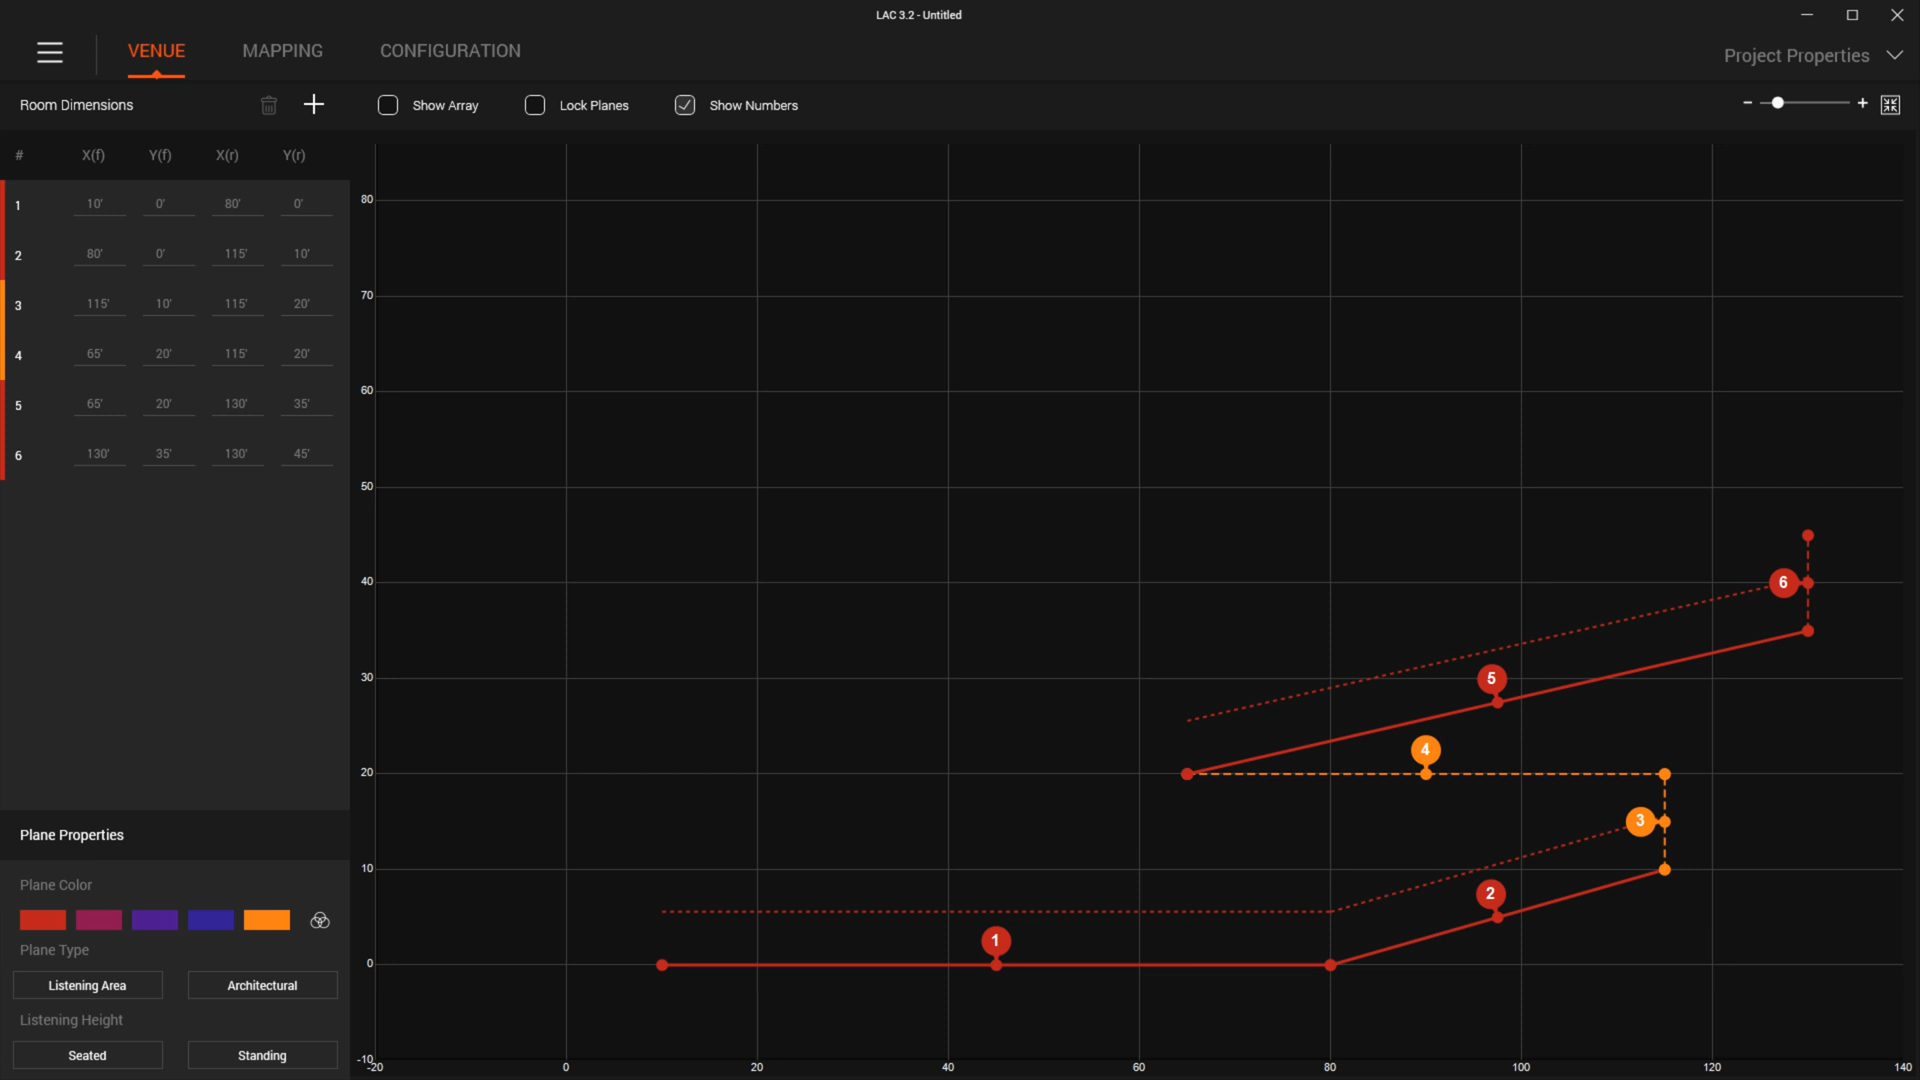 LAC 3.2 - Untitled
VENUE MAPPING CONFIGURATION Project Properties
Room Dimensions Show Array Lock Planes Show Numbers
# X(f) Y(f) X(r) Y(r)
1 10' 0' 80' 0'
2 80' 0' 115' 10'
3 115' 10' 115' 20'
4 65' 20' 115' 20'
5 65' 20' 130' 35'
6 130' 35' 130' 45'
80
70
60
50
40
30
20
10
0
-10
-20 0 20 40 60 80 100 120 140
6
5
4
3
2
1
Plane Properties
Plane Color
Plane Type
Listening Area Architectural
Listening Height
Seated Standing